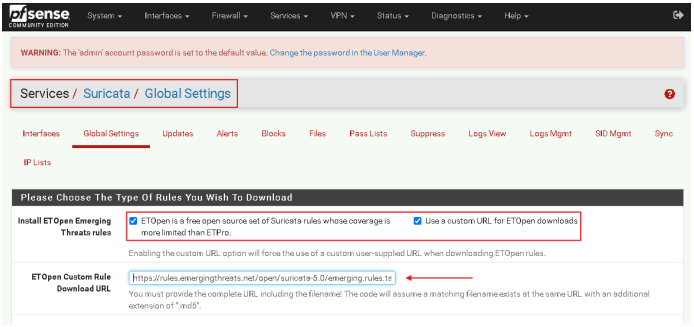 pfsense
COMMUNITY EDITION
System Interfaces Firewall Services VPN Status Diagnostics Help
WARNING: The 'admin' account password is set to the default value. Change the password in the User Manager.
Services / Suricata / Global Settings
Interfaces Global Settings Updates Alerts Blocks Files Pass Lists Suppress Logs View Logs Mgmt SID Mgmt Sync
IP Lists
Please Choose The Type Of Rules You Wish To Download
Install ETOpen Emerging Threats rules
ETOpen is a free open source set of Suricata rules whose coverage is more limited than ETPro.
Use a custom URL for ETOpen downloads
Enabling the custom URL option will force the use of a custom user-supplied URL when downloading ETOpen rules.
ETOpen Custom Rule Download URL
https://rules.emergingthreats.net/open/suricata-5.0/emerging.rules.ta
You must provide the complete URL including the filename! The code will assume a matching filename exists at the same URL with an additional
extension of ".md5".